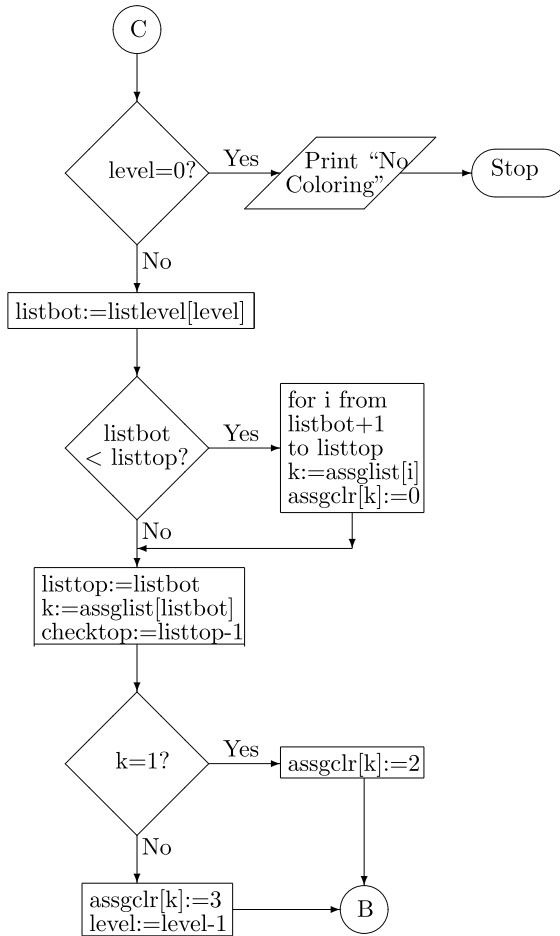 C
level=0?
Yes
Print “No
Coloring”
Stop
No
listbot:=listlevel[level]
listbot
< listtop?
Yes
for i from
listbot+1
to listtop
k:=assglist[i]
assgclr[k]:=0
No
listtop:=listbot
k:=assglist[listbot]
checktop:=listtop-1
k=1?
Yes
assgclr[k]:=2
No
assgclr[k]:=3
level:=level-1
B